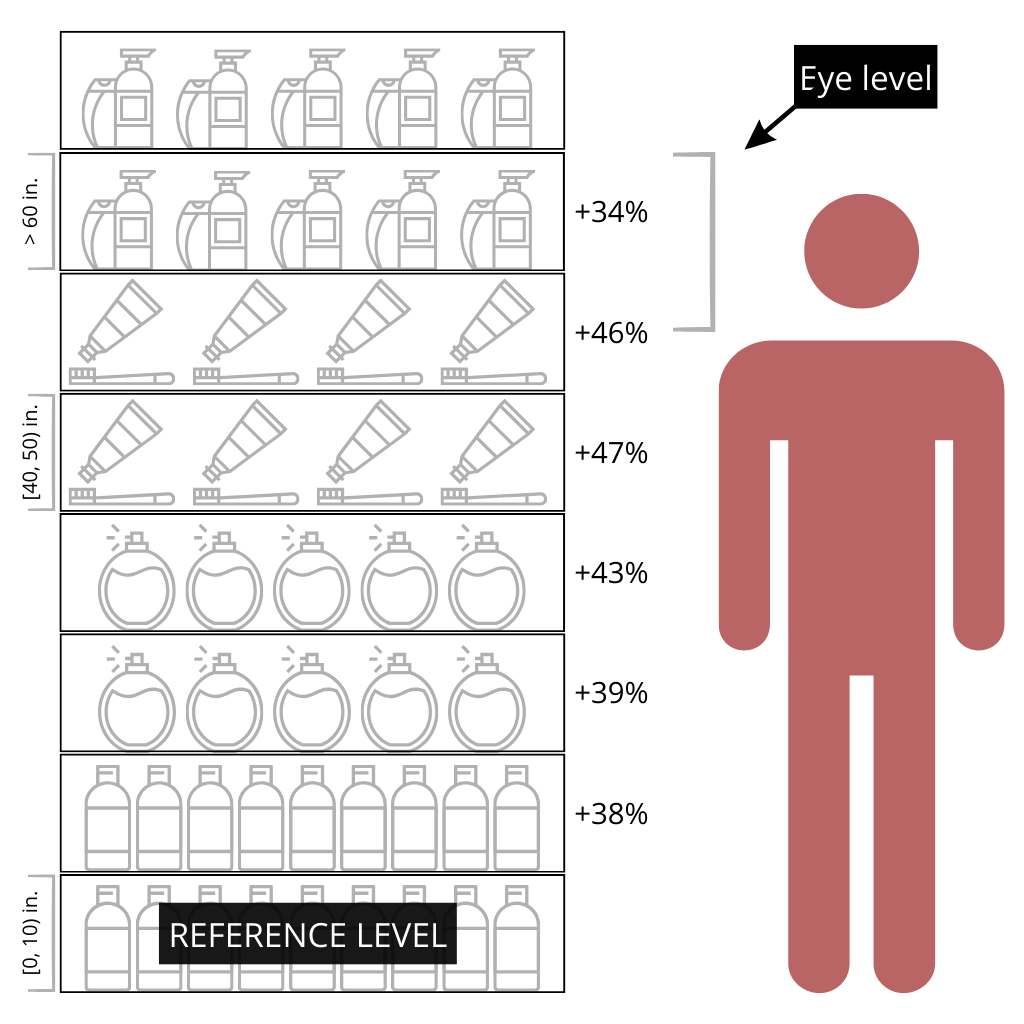 Eye level
> 60 in.
+34%
+46%
[40, 50) in.
+47%
+43%
+39%
+38%
[0, 10) in.
REFERENCE LEVEL